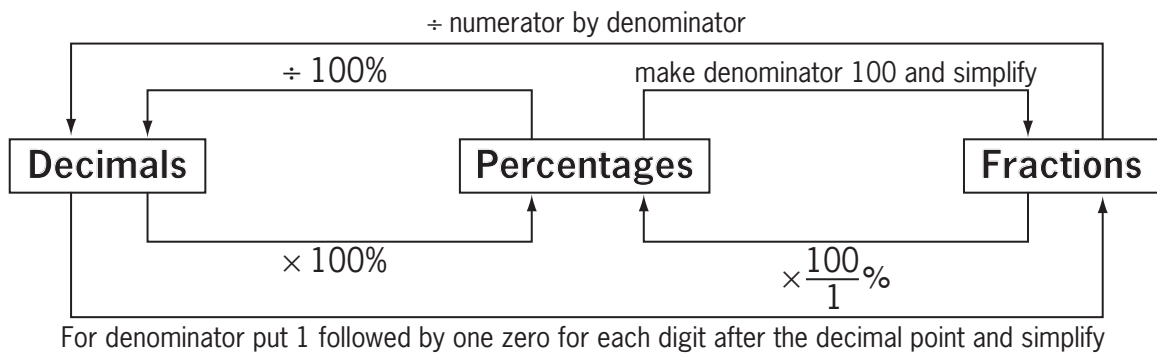 ÷ numerator by denominator
÷ 100%
make denominator 100 and simplify
Decimals
Percentages
Fractions
× 100%
× 100/1 %
For denominator put 1 followed by one zero for each digit after the decimal point and simplify